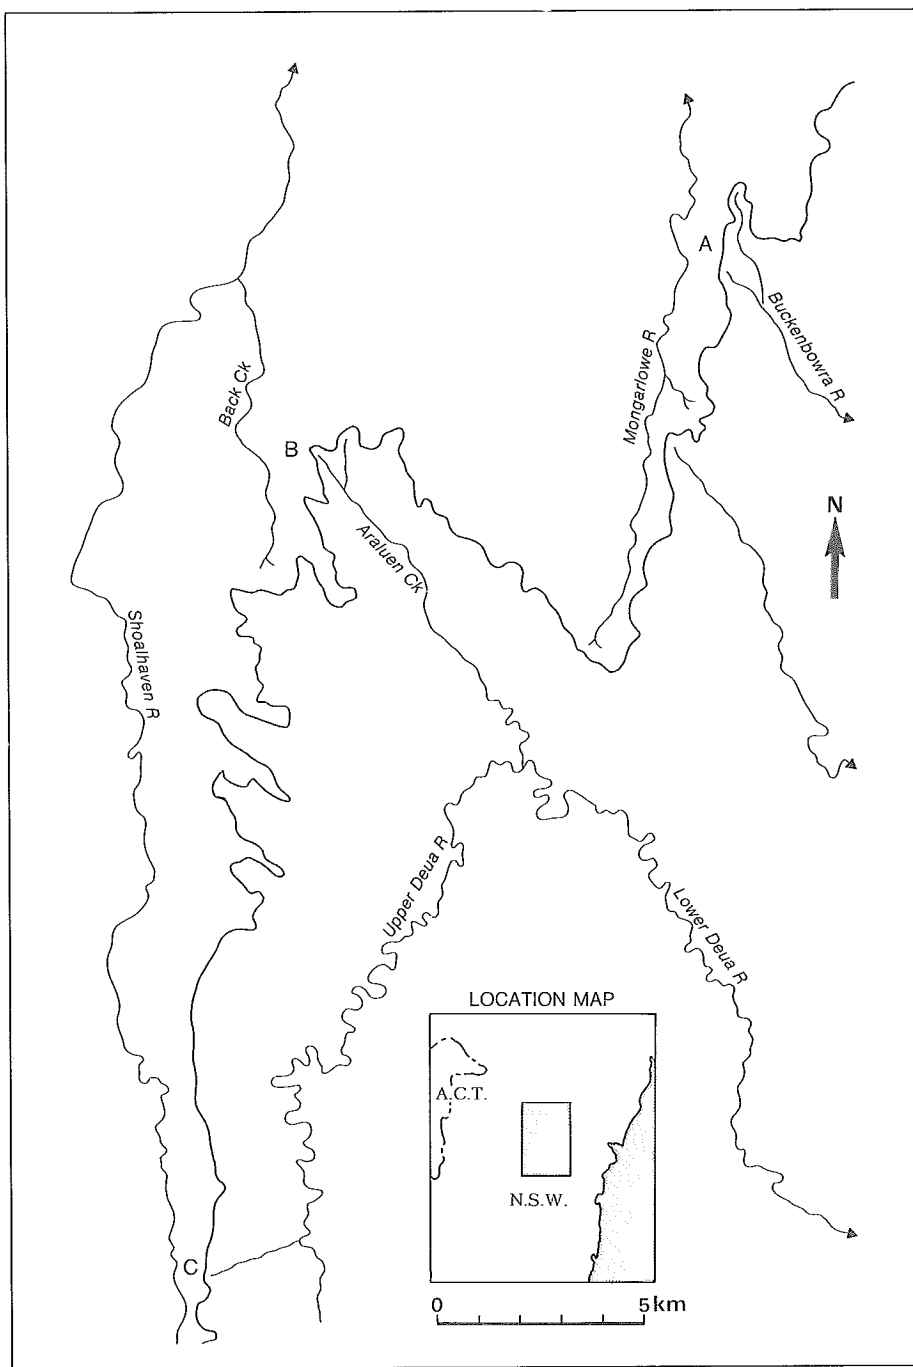 A
Buckenbowra R
Mongarlowe R
Back Ck
B
N
Araluen Ck
Shoalhaven R
Upper Deua R
Lower Deua R
LOCATION MAP
A.C.T.
N.S.W.
C
0 5km